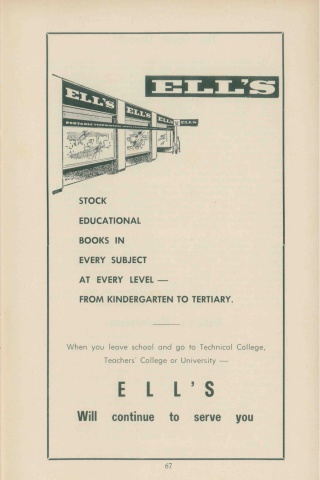 ELL'S
ELL'S
ELL'S
ELL'S
ELL'S
STOCK
EDUCATIONAL
BOOKS IN
EVERY SUBJECT
AT EVERY LEVEL —
FROM KINDERGARTEN TO TERTIARY.
When you leave school and go to Technical College,
Teachers' College or University —
ELL'S
Will continue to serve you
67